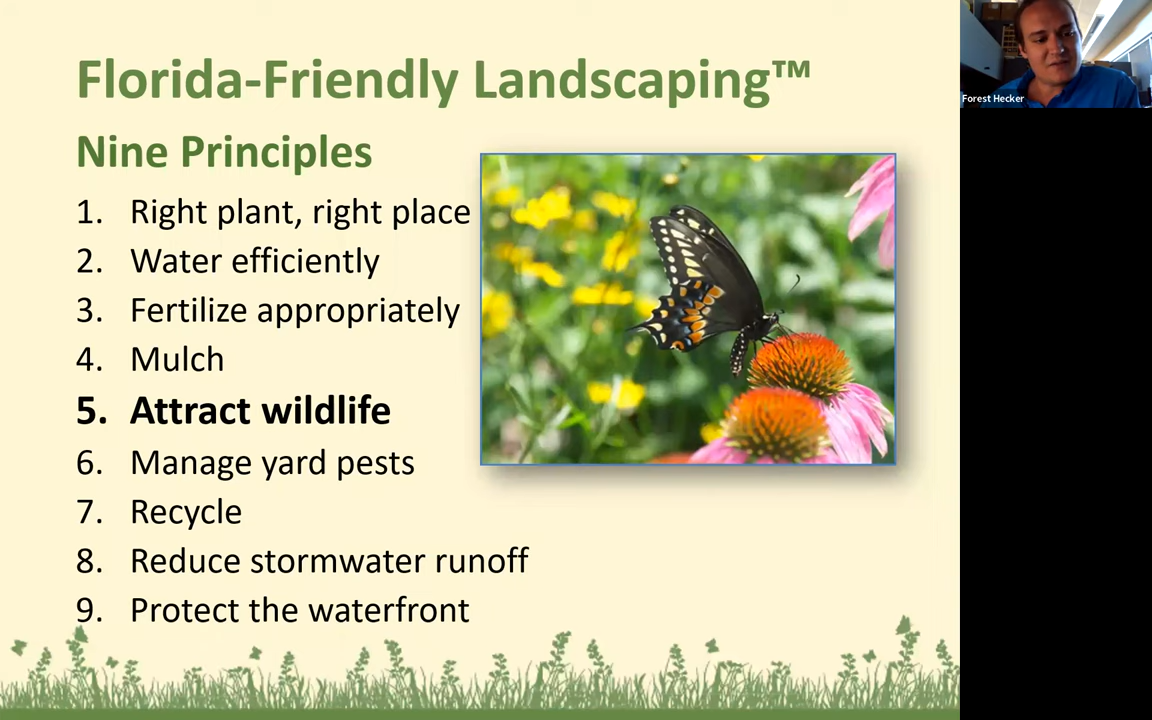 Florida-Friendly Landscaping™
Nine Principles
1. Right plant, right place
2. Water efficiently
3. Fertilize appropriately
4. Mulch
5. Attract wildlife
6. Manage yard pests
7. Recycle
8. Reduce stormwater runoff
9. Protect the waterfront
Forest Hecker